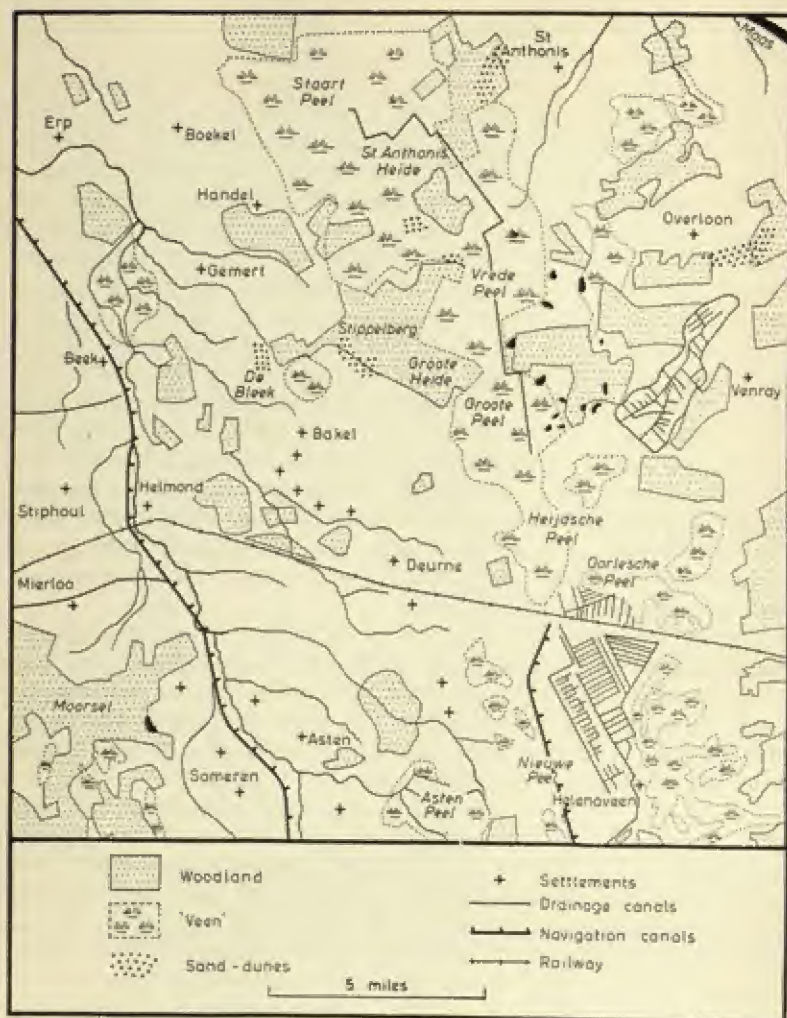 St
Anthonis
Maas
Staart
Peel
Erp
Boekel
St Anthonis
Heide
Handel
Overloon
Gemert
Vrede
Peel
Stippelberg
Beek
De
Bleek
Groote
Heide
Groote
Peel
Venray
Bakel
Helmond
Stiphout
Heijasche
Peel
Deurne
Oorlesche
Peel
Mierloo
Moorsel
Asten
Nieuwe
Peel
Someren
Asten
Peel
Helenaveen
Woodland
'Veen'
Sand-dunes
Settlements
Drainage canals
Navigation canals
Railway
5 miles